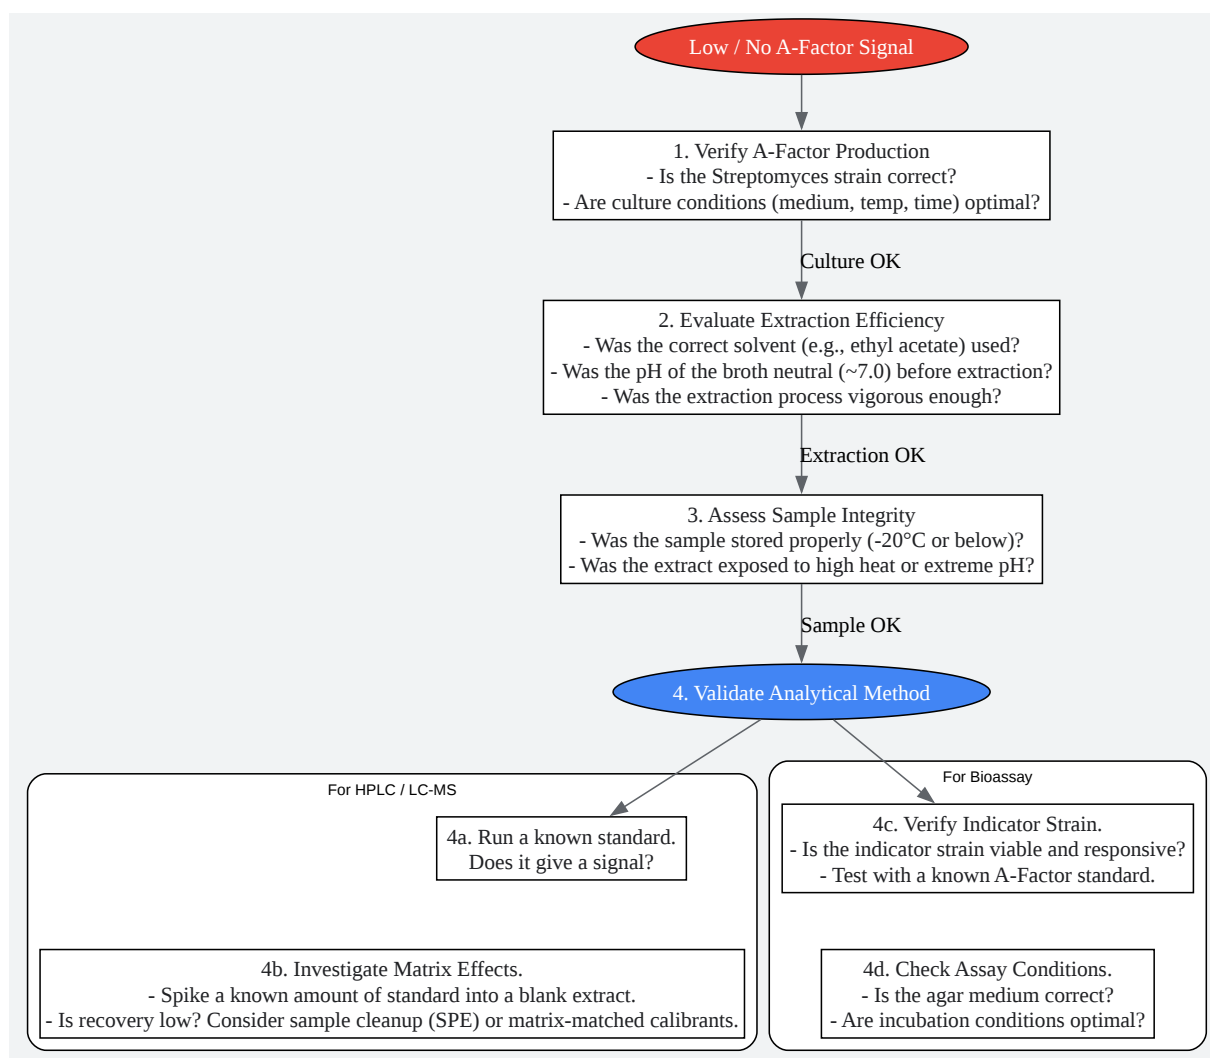 Low / No A-Factor Signal
1. Verify A-Factor Production
- Is the Streptomyces strain correct?
- Are culture conditions (medium, temp, time) optimal?
Culture OK
2. Evaluate Extraction Efficiency
- Was the correct solvent (e.g., ethyl acetate) used?
- Was the pH of the broth neutral (~7.0) before extraction?
- Was the extraction process vigorous enough?
Extraction OK
3. Assess Sample Integrity
- Was the sample stored properly (-20°C or below)?
- Was the extract exposed to high heat or extreme pH?
Sample OK
4. Validate Analytical Method
For HPLC / LC-MS
4a. Run a known standard.
Does it give a signal?
4b. Investigate Matrix Effects.
- Spike a known amount of standard into a blank extract.
- Is recovery low? Consider sample cleanup (SPE) or matrix-matched calibrants.
For Bioassay
4c. Verify Indicator Strain.
- Is the indicator strain viable and responsive?
- Test with a known A-Factor standard.
4d. Check Assay Conditions.
- Is the agar medium correct?
- Are incubation conditions optimal?